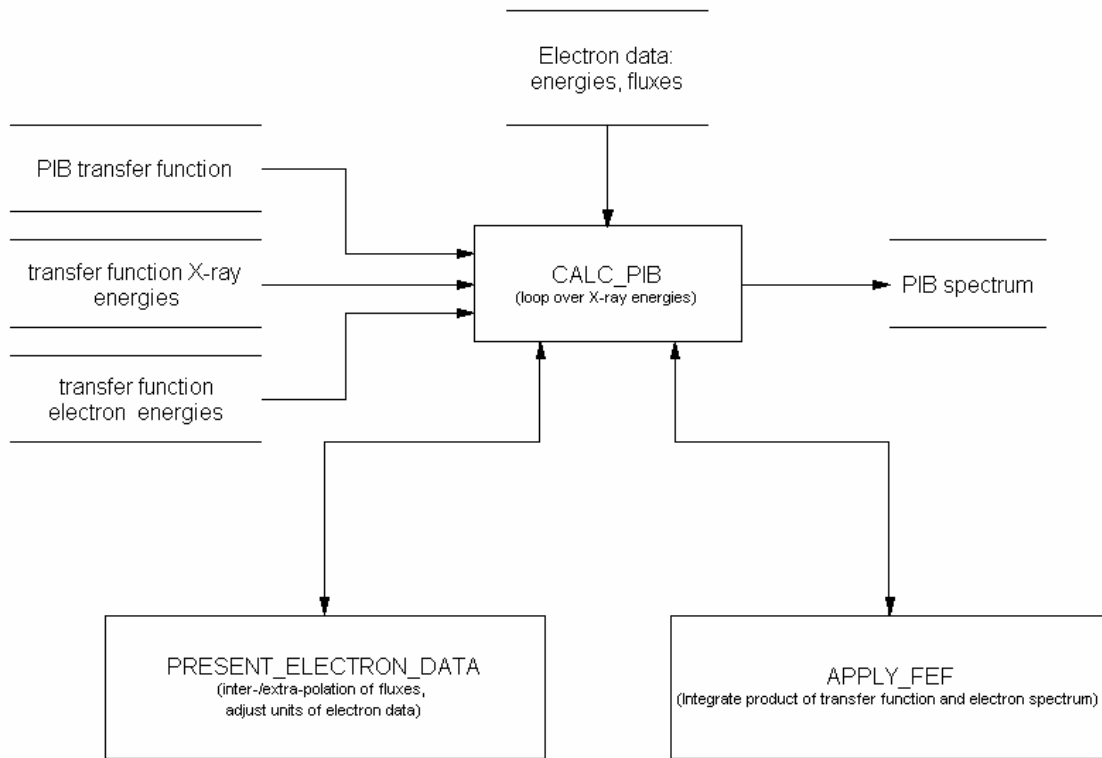 Electron data:
energies, fluxes
PIB transfer function
transfer function X-ray
energies
transfer function
electron energies
CALC_PIB
(loop over X-ray energies)
PIB spectrum
PRESENT_ELECTRON_DATA
(inter-/extra-polation of fluxes,
adjust units of electron data)
APPLY_FEF
(Integrate product of transfer function and electron spectrum)